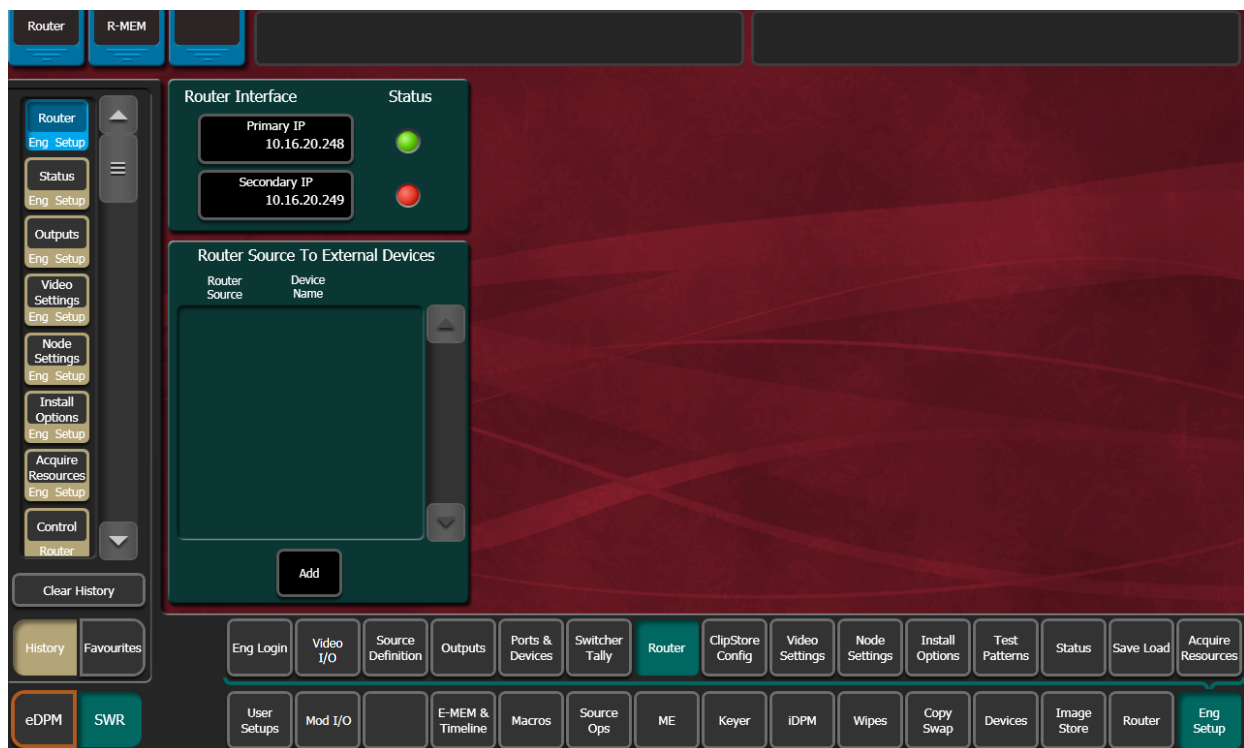 Router
R-MEM
Router
Eng Setup
Status
Eng Setup
Outputs
Eng Setup
Video
Settings
Eng Setup
Node
Settings
Eng Setup
Install
Options
Eng Setup
Acquire
Resources
Eng Setup
Control
Router
Clear History
History
Favourites
eDPM
SWR
Router Interface
Status
Primary IP
10.16.20.248
Secondary IP
10.16.20.249
Router Source To External Devices
Router
Source
Device
Name
Add
Eng Login
Video
I/O
Source
Definition
Outputs
Ports &
Devices
Switcher
Tally
Router
ClipStore
Config
Video
Settings
Node
Settings
Install
Options
Test
Patterns
Status
Save Load
Acquire
Resources
User
Setups
Mod I/O
E-MEM &
Timeline
Macros
Source
Ops
ME
Keyer
iDPM
Wipes
Copy
Swap
Devices
Image
Store
Router
Eng
Setup